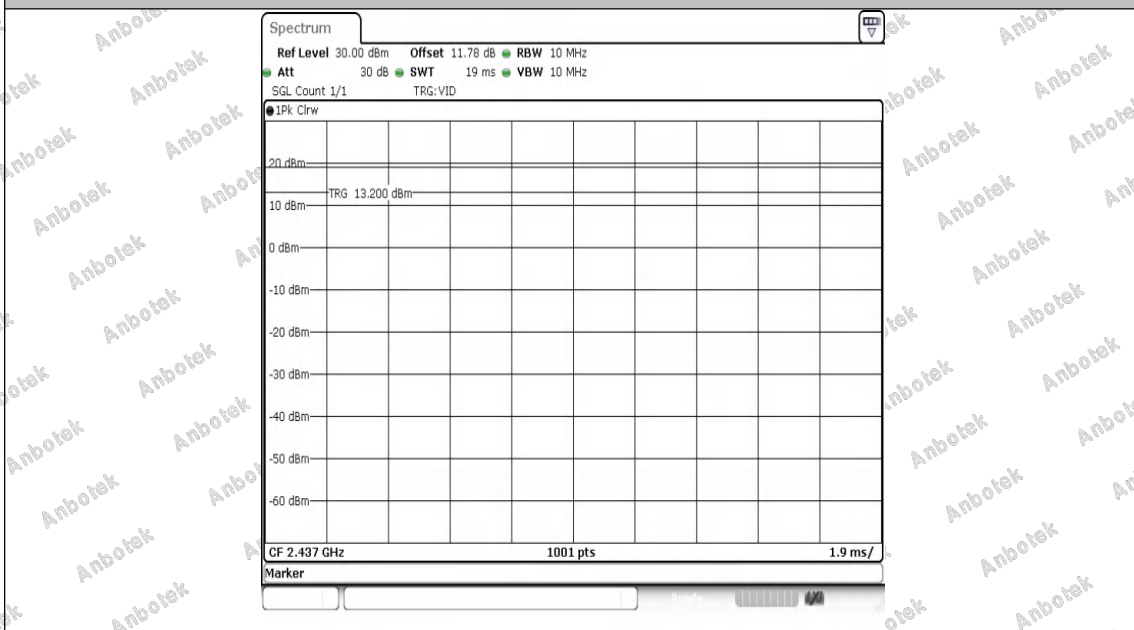 Spectrum
Ref Level 30.00 dBm Offset 11.78 dB RBW 10 MHz
Att 30 dB SWT 19 ms VBW 10 MHz
SGL Count 1/1 TRG:VID
1Pk Clrw
20 dBm
TRG 13.200 dBm
10 dBm
0 dBm
-10 dBm
-20 dBm
-30 dBm
-40 dBm
-50 dBm
-60 dBm
CF 2.437 GHz 1001 pts 1.9 ms/
Marker
Anbotek